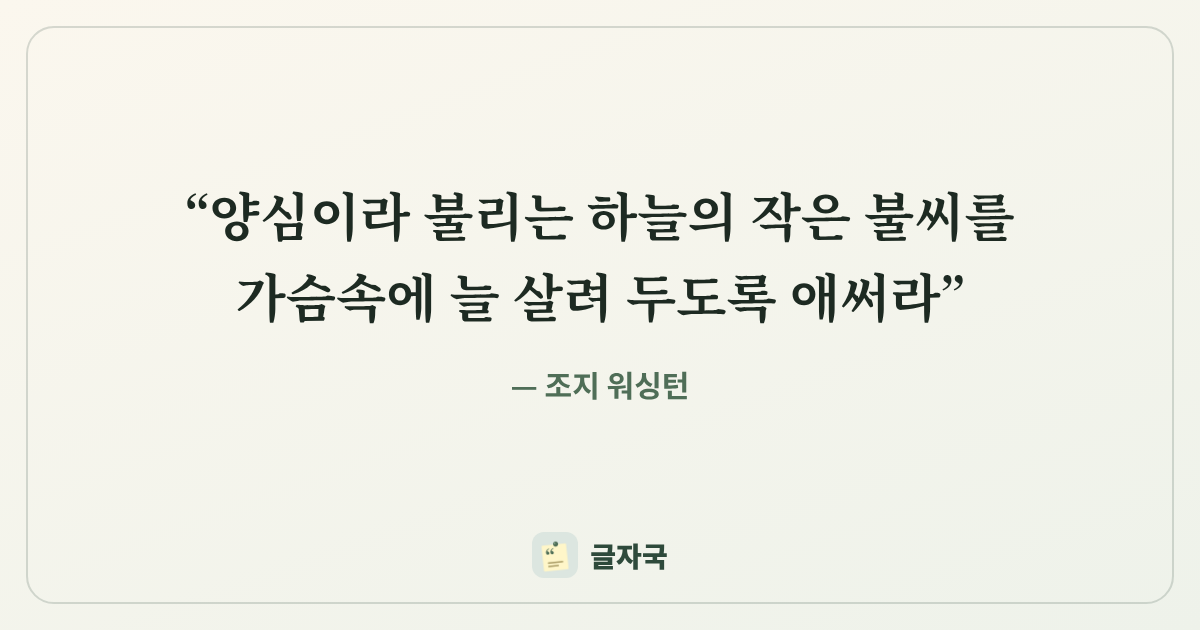 “양심이라 불리는 하늘의 작은 불씨를
가슴속에 늘 살려 두도록 애써라”
— 조지 워싱턴
글자국